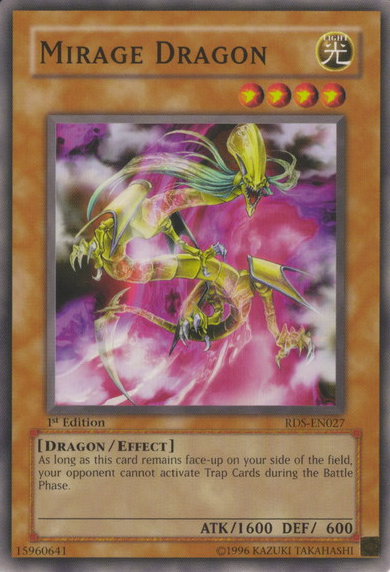 MIRAGE DRAGON
LIGHT
光
1st Edition
RDS-EN027
[DRAGON/EFFECT]
As long as this card remains face-up on your side of the field,
your opponent cannot activate Trap Cards during the Battle
Phase.
ATK/1600 DEF/ 600
15960641
©1996 KAZUKI TAKAHASHI